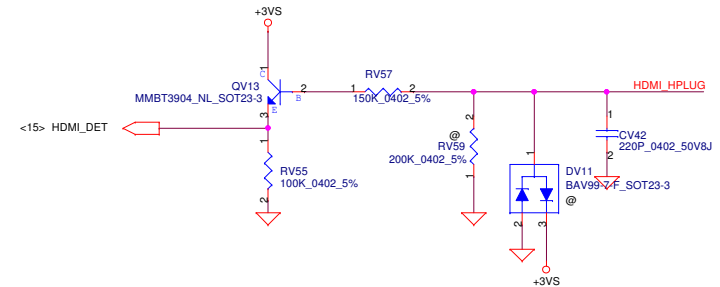 +3VS
1
C
QV13
MMBT3904_NL_SOT23-3
2
B
E
3
1
RV57
2
150K_0402_5%
HDMI_HPLUG
<15> HDMI_DET
1
RV55
100K_0402_5%
2
2
@
RV59
200K_0402_5%
1
1
DV11
BAV99-7-F_SOT23-3
@
2
3
+3VS
1
CV42
220P_0402_50V8J
2